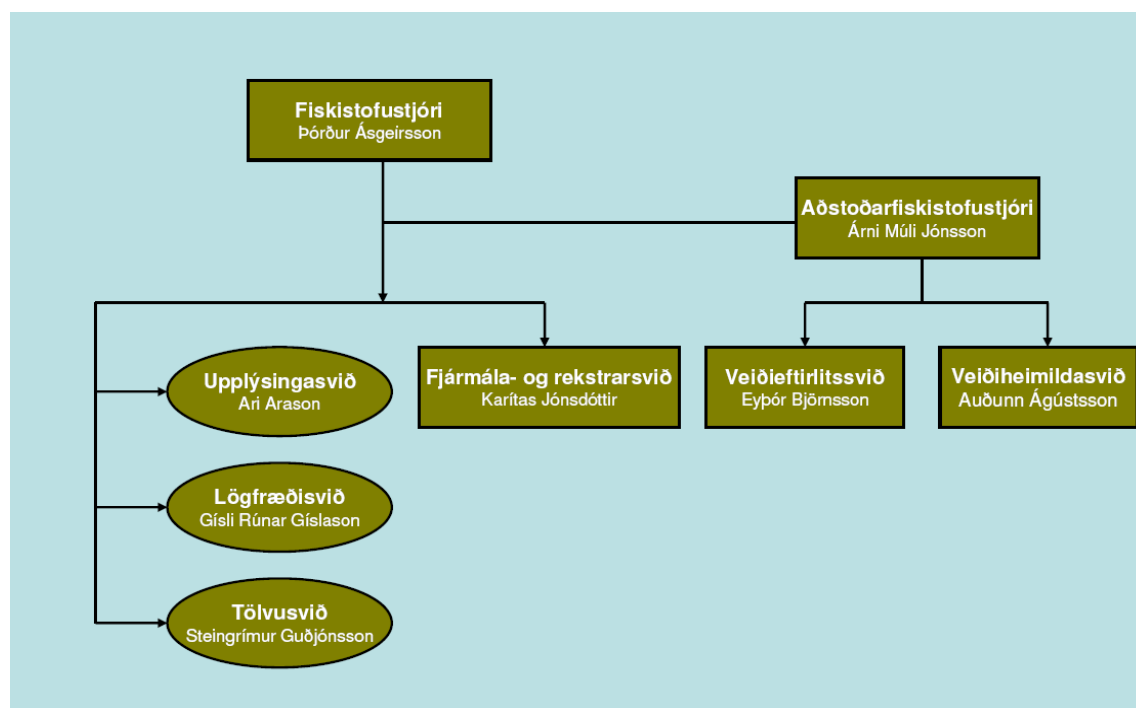 Fiskistofustjóri
Þórður Ásgeirsson
Aðstoðarfiskistofustjóri
Árni Múli Jónsson
Upplýsingasvið
Ari Arason
Fjármála- og rekstrarsvið
Karítas Jónsdóttir
Veiðieftirlitssvið
Eyþór Björnsson
Veiðiheimildasvið
Auðunn Ágústsson
Lögfræðisvið
Gísli Rúnar Gíslason
Tölvusvið
Steingrímur Guðjónsson